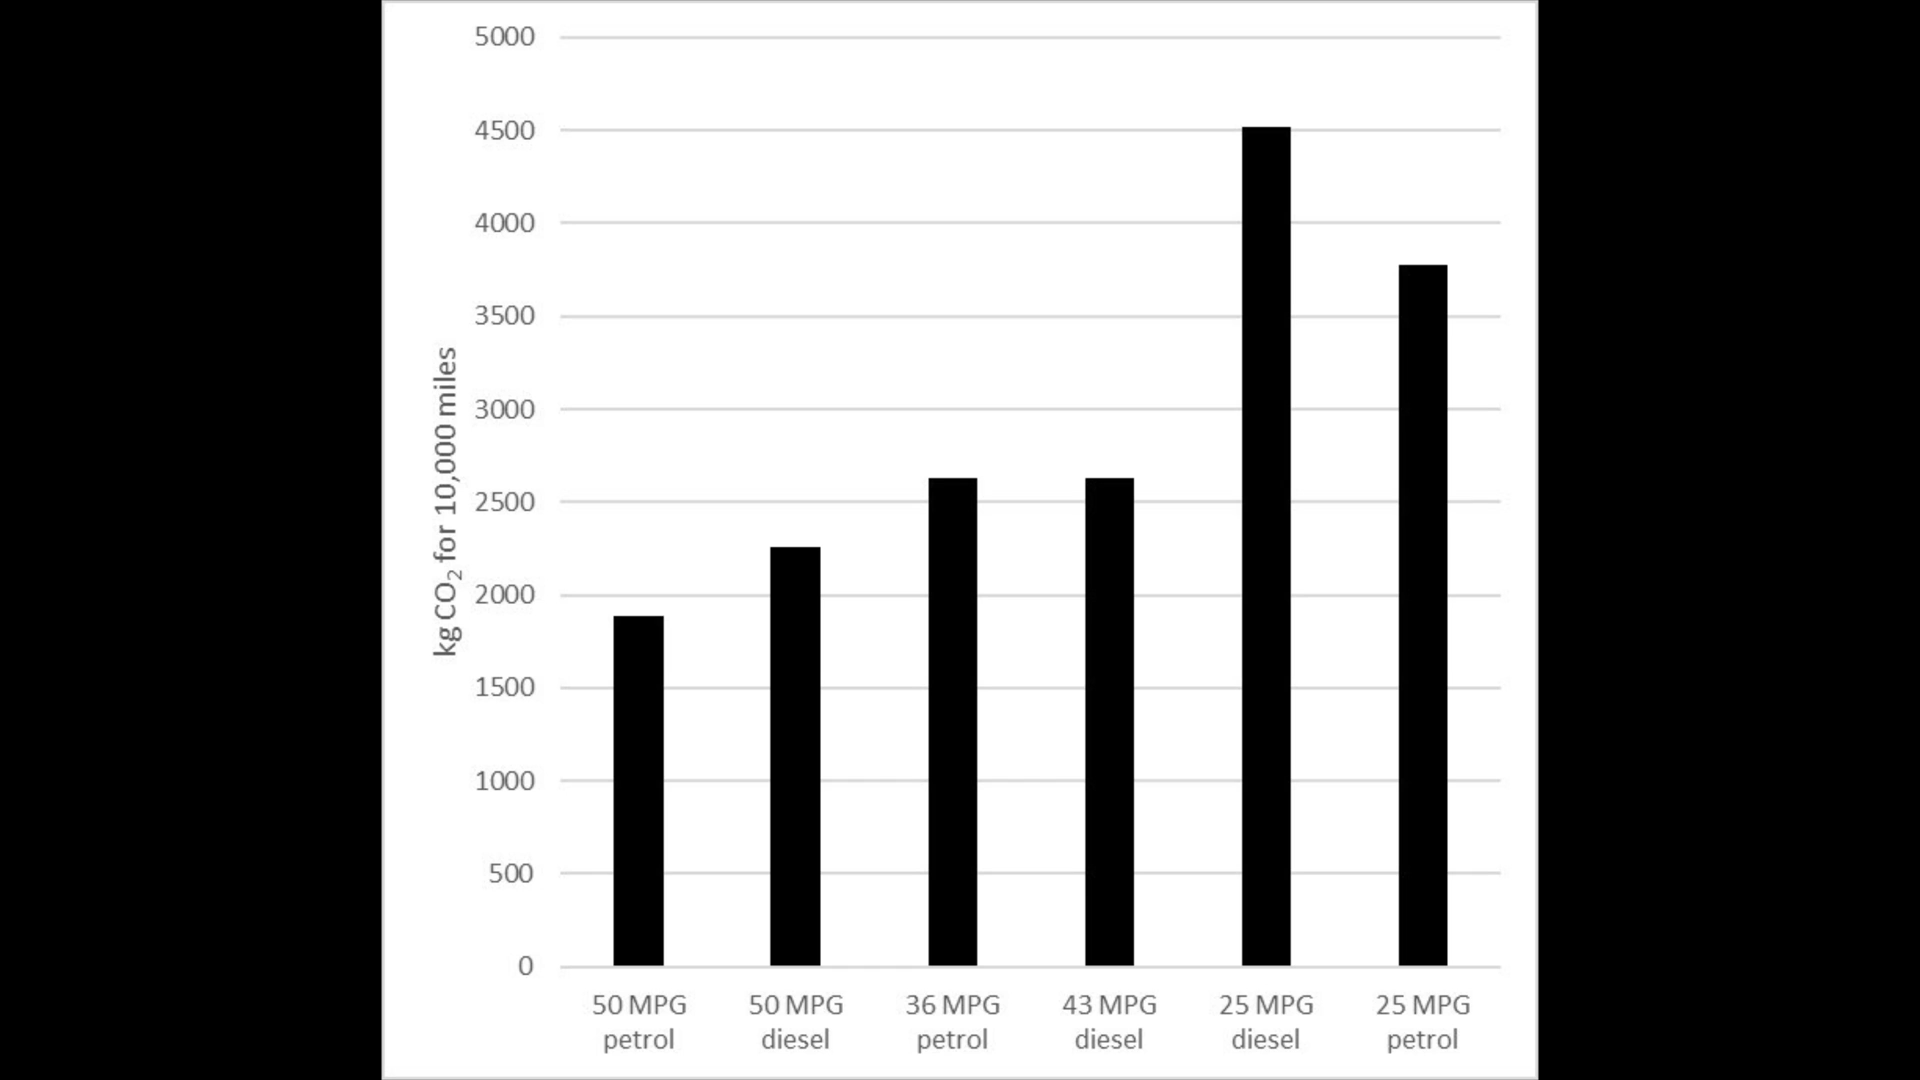 5000
4500
4000
3500
3000
2500
2000
1500
1000
500
0
kg CO₂ for 10,000 miles
50 MPG petrol
50 MPG diesel
36 MPG petrol
43 MPG diesel
25 MPG diesel
25 MPG petrol